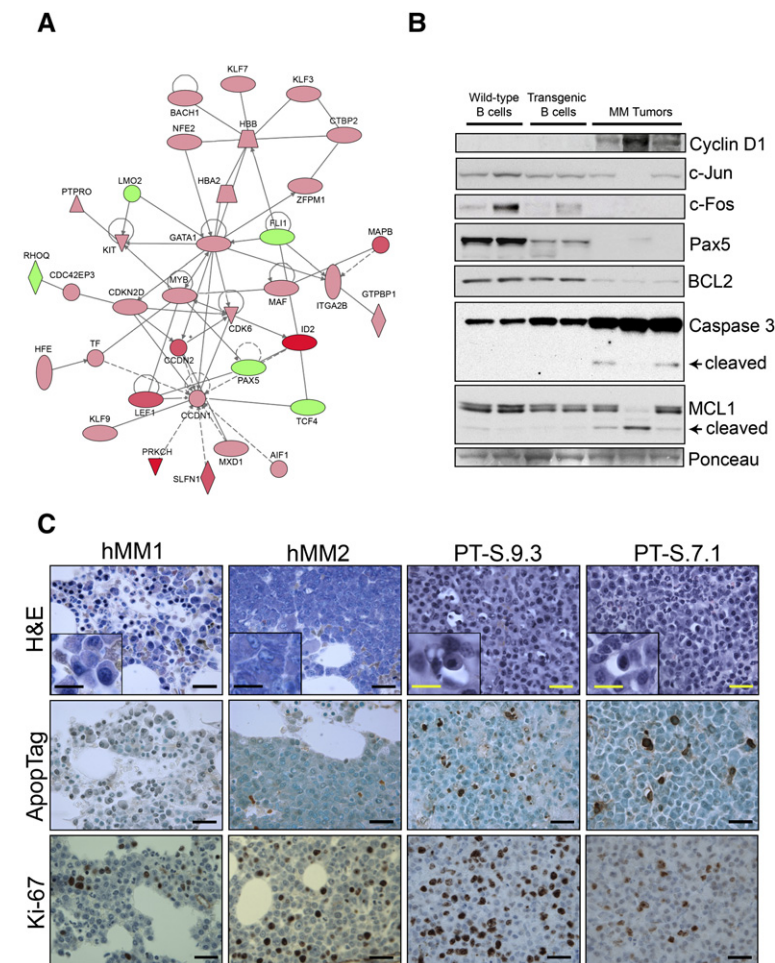 A
B
KLF7
KLF3
BACH1
HBB
CTBP2
NFE2
HBA2
LMO2
ZFPM1
PTPRO
FLI1
KIT
GATA1
MAPB
RHOQ
CDC42EP3
MYB
CDKN2D
MAF
ITGA2B
GTPBP1
CDK6
ID2
HFE
TF
CCDN2
PAX5
LEF1
CCDN1
TCF4
KLF9
PRKCH
MXD1
AIF1
SLFN1
Wild-type Transgenic
B cells B cells MM Tumors
Cyclin D1
c-Jun
c-Fos
Pax5
BCL2
Caspase 3
cleaved
MCL1
cleaved
Ponceau
C
hMM1 hMM2 PT-S.9.3 PT-S.7.1
H&E
ApopTag
Ki-67